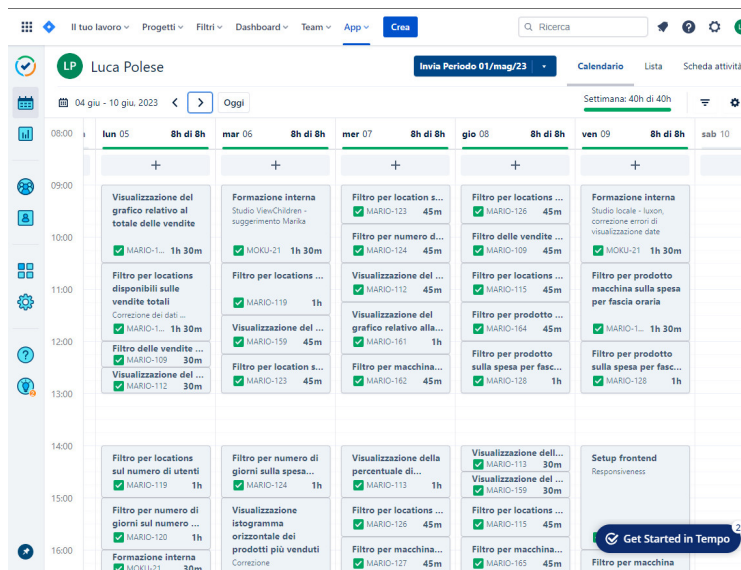 Il tuo lavoro Progetti Filtri Dashboard Team App Crea Ricerca
LP Luca Polese Invia Periodo 01/mag/23 Calendario Lista Scheda attività
04 giu - 10 giu. 2023 Oggi Settimana: 40h di 40h
08:00 lun 05 8h di 8h mar 06 8h di 8h mer 07 8h di 8h gio 08 8h di 8h ven 09 8h di 8h sab 10
+ + + + +
09:00
10:00
11:00
12:00
13:00
14:00
15:00
16:00
Visualizzazione del
grafico relativo al
totale delle vendite
MARIO-1... 1h 30m
Filtro per locations
disponibili sulle
vendite totali
Correzione dei dati ...
MARIO-1... 1h 30m
Filtro delle vendite ...
MARIO-109 30m
Visualizzazione del ...
MARIO-112 30m
Filtro per locations
sul numero di utenti
MARIO-119 1h
Filtro per numero di
giorni sul numero ...
MARIO-120 1h
Formazione interna
MOKU-21 30m
Formazione interna
Studio ViewChildren -
suggerimento Marika
MOKU-21 1h 30m
Filtro per locations ...
MARIO-119 1h
Visualizzazione del ...
MARIO-159 45m
Filtro per location s...
MARIO-123 45m
Filtro per numero di
giorni sulla spesa...
MARIO-124 1h
Visualizzazione
istogramma
orizzontale dei
prodotti più venduti
Correzione
Filtro per location s...
MARIO-123 45m
Filtro per numero d...
MARIO-124 45m
Visualizzazione del ...
MARIO-112 45m
Visualizzazione del
grafico relativo alla...
MARIO-161 1h
Filtro per macchina...
MARIO-162 45m
Visualizzazione della
percentuale di...
MARIO-113 1h
Filtro per locations ...
MARIO-126 45m
Filtro per macchina...
MARIO-127 45m
Filtro per locations ...
MARIO-126 45m
Filtro delle vendite ...
MARIO-109 45m
Filtro per locations ...
MARIO-115 45m
Filtro per prodotto ...
MARIO-164 45m
Filtro per prodotto
sulla spesa per fasc...
MARIO-128 1h
Visualizzazione dell...
MARIO-113 30m
Visualizzazione del ...
MARIO-159 30m
Filtro per locations ...
MARIO-115 45m
Filtro per macchina...
MARIO-165 45m
Formazione interna
Studio locale - luxon,
correzione errori di
visualizzazione date
MOKU-21 1h 30m
Filtro per prodotto
macchina sulla spesa
per fascia oraria
MARIO-1... 1h 30m
Filtro per prodotto
sulla spesa per fasc...
MARIO-128 1h
Setup frontend
Responsiveness
Filtro per macchina
Get Started in Tempo
2